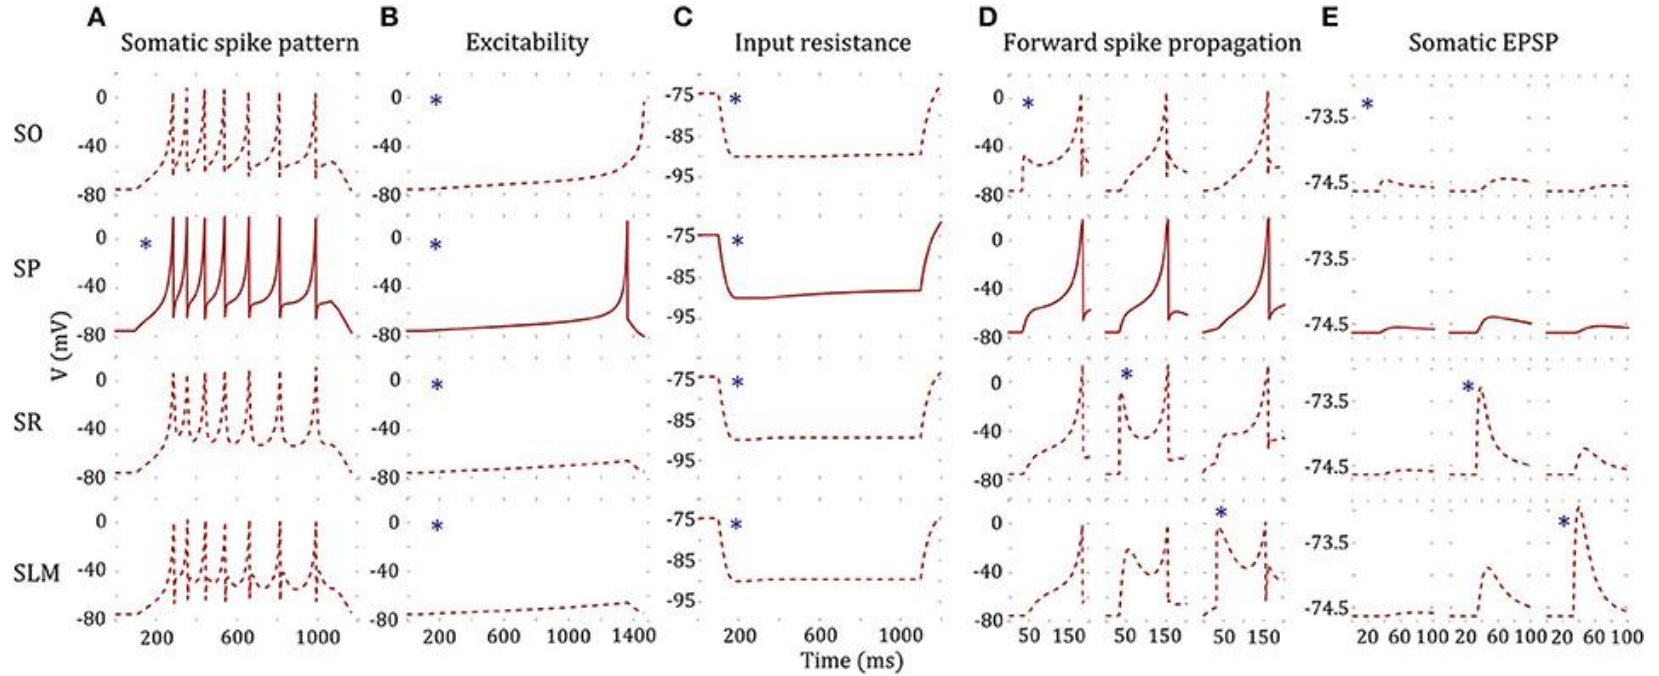 A B C D E
Somatic spike pattern Excitability Input resistance Forward spike propagation Somatic EPSP
SO
0 0 -75 0 -73.5
-40 -40 -85 -40
-80 -80 -95 -80 -74.5
SP
0 0 -75 0 -73.5
-40 -40 -85 -40
-80 -80 -95 -80 -74.5
SR
0 0 -75 0 -73.5
-40 -40 -85 -40
-80 -80 -95 -80 -74.5
SLM
0 0 -75 0 -73.5
-40 -40 -85 -40
-80 -80 -95 -80 -74.5
V (mV)
200 600 1000 200 600 1000 1400 200 600 1000 50 150 50 150 50 150 20 60 100 20 60 100 20 60 100
Time (ms)